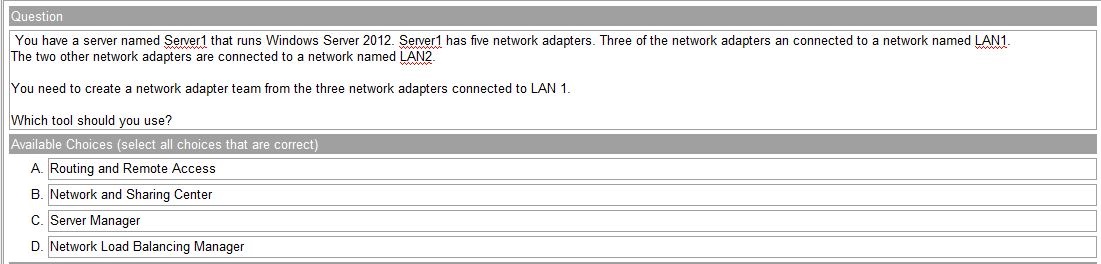 Question
You have a server named Server1 that runs Windows Server 2012. Server1 has five network adapters. Three of the network adapters an connected to a network named LAN1.
The two other network adapters are connected to a network named LAN2.
You need to create a network adapter team from the three network adapters connected to LAN 1.
Which tool should you use?
Available Choices (select all choices that are correct)
A. Routing and Remote Access
B. Network and Sharing Center
C. Server Manager
D. Network Load Balancing Manager